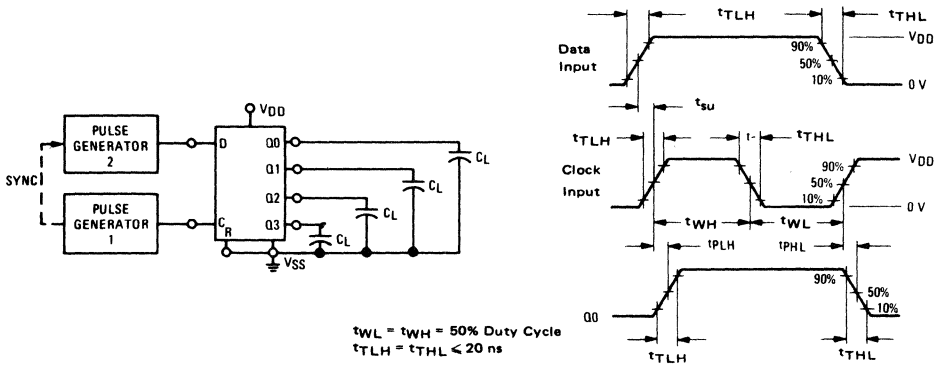 PULSE
GENERATOR
2
SYNC
PULSE
GENERATOR
1
VDD
D
C
R
Q0
Q1
Q2
Q3
VSS
CL
CL
CL
CL
tWL = tWH = 50% Duty Cycle
tTLH = tTHL ≤ 20 ns
tTLH
tTHL
Data
Input
90%
50%
10%
VDD
0 V
tsu
tTLH
tTHL
Clock
Input
90%
50%
10%
VDD
0 V
tWH
tWL
tPLH
tPHL
Q0
90%
50%
10%
tTLH
tTHL